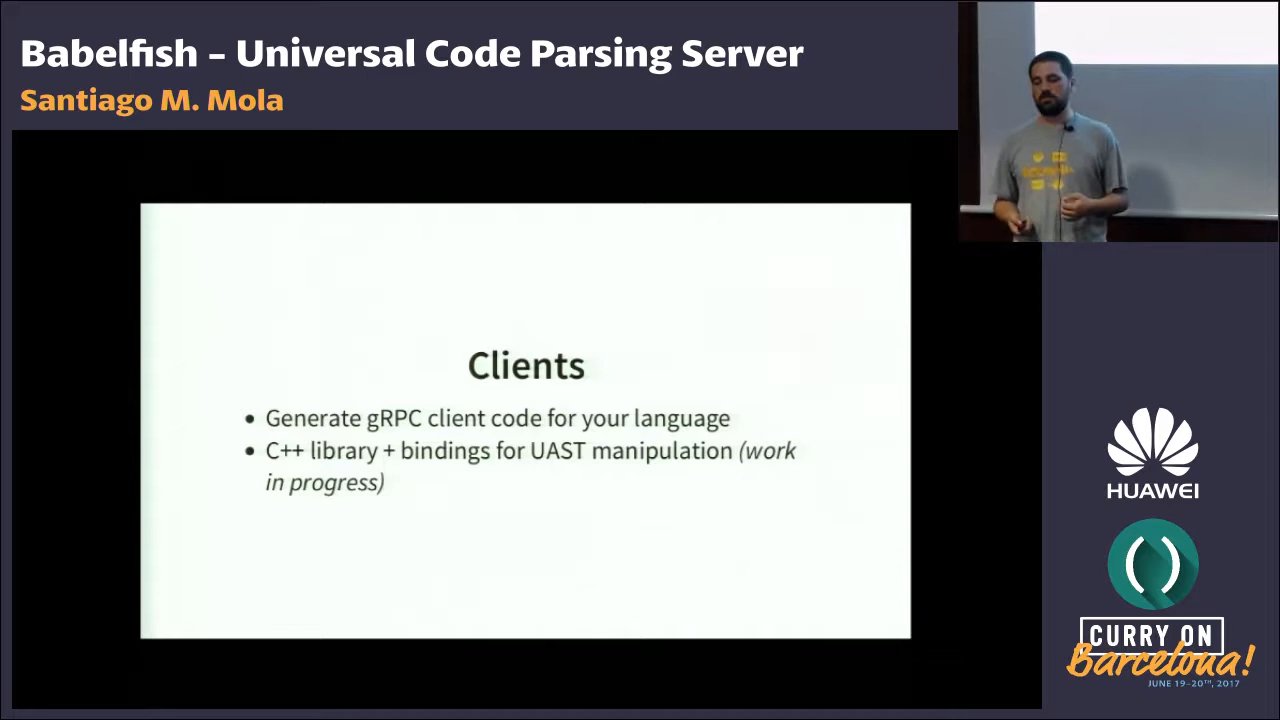 Babelfish – Universal Code Parsing Server
Santiago M. Mola
Clients
• Generate gRPC client code for your language
• C++ library + bindings for UAST manipulation (work
in progress)
HUAWEI
CURRY ON
Barcelona!
JUNE 19-20TH, 2017